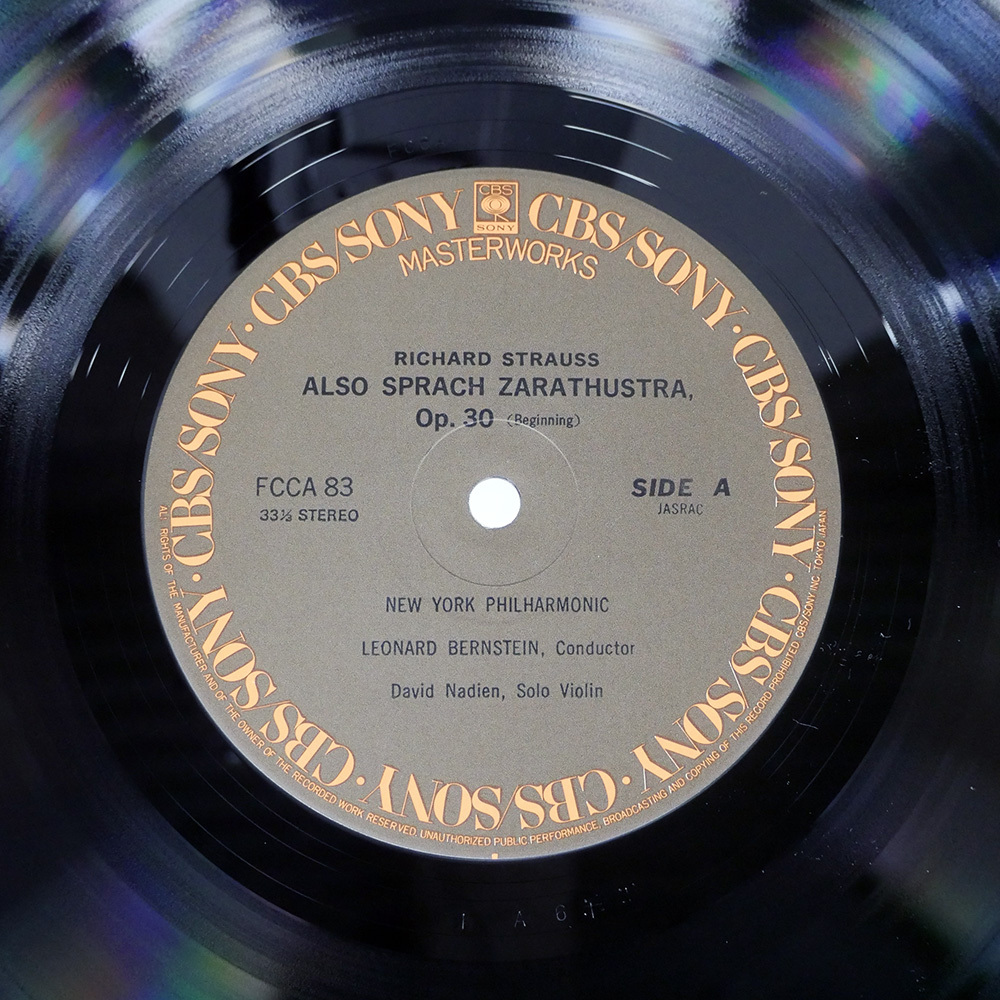 CBS/SONY CBS SONY CBS/SONY · CBS/SONY · CBS/SONY · CBS/SONY · CBS/SONY · CBS/SONY · CBS/SONY ·
MASTERWORKS
RICHARD STRAUSS
ALSO SPRACH ZARATHUSTRA,
Op. 30 (Beginning)
FCCA 83
33⅓ STEREO
SIDE A
JASRAC
NEW YORK PHILHARMONIC
LEONARD BERNSTEIN, Conductor
David Nadien, Solo Violin
ALL RIGHTS OF THE MANUFACTURER AND OF THE OWNER OF THE RECORDED WORK RESERVED. UNAUTHORIZED PUBLIC PERFORMANCE, BROADCASTING AND COPYING OF THIS RECORD PROHIBITED CBS/SONY INC. TOKYO JAPAN
1 A 6